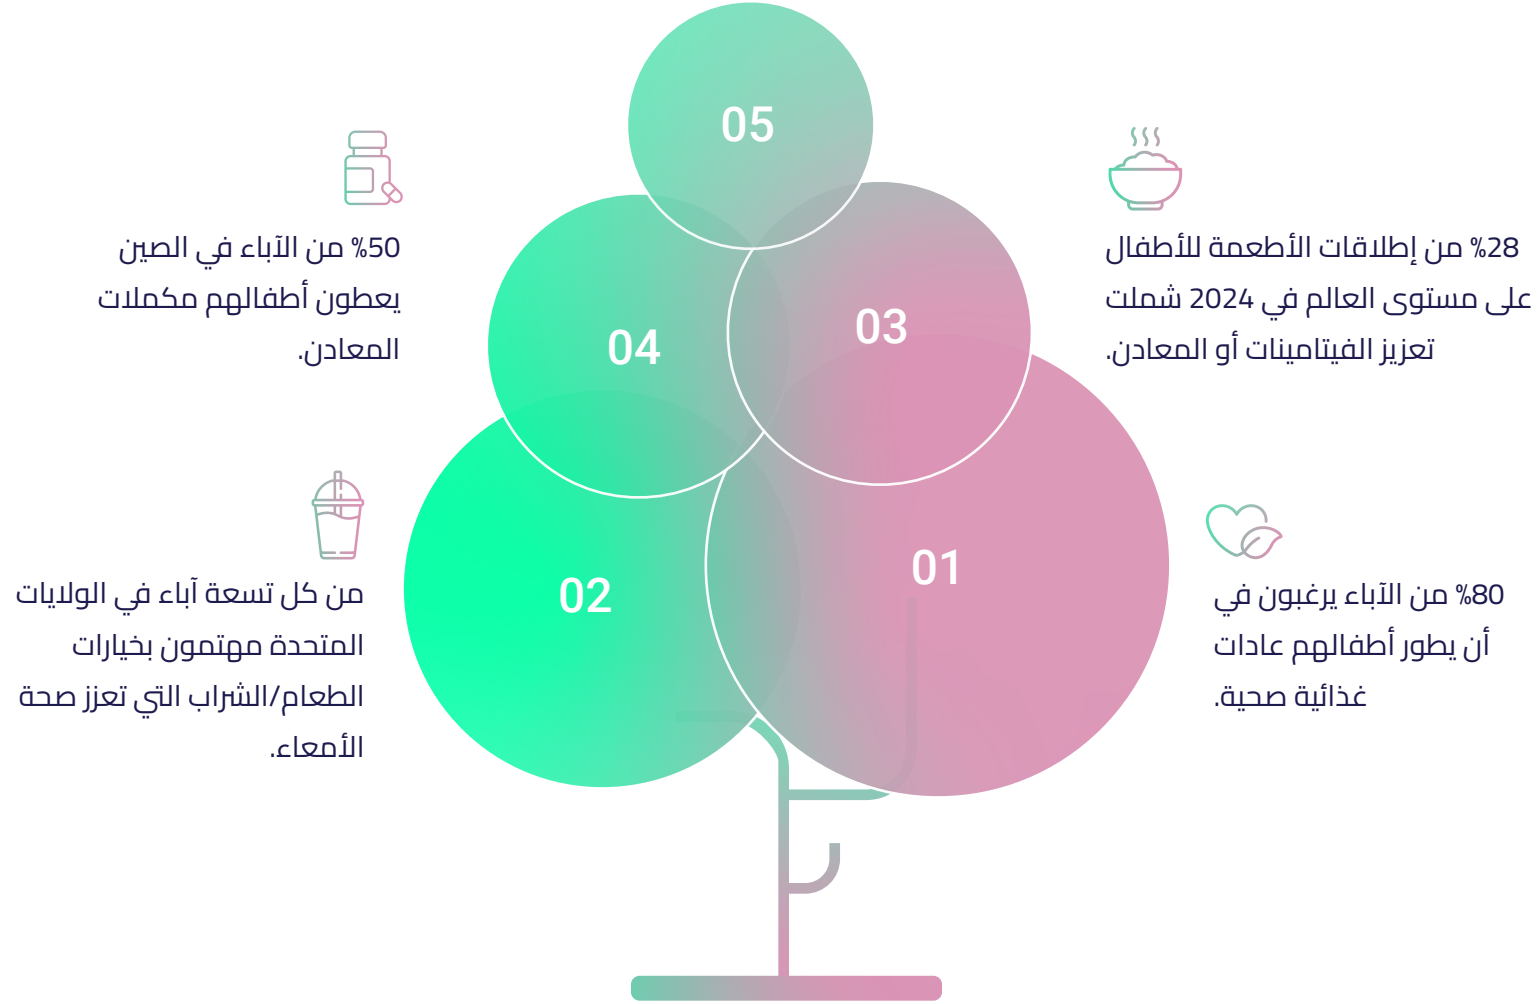 05
%28 من إطلاقات الأطعمة للأطفال
على مستوى العالم في 2024 شملت
تعزيز الفيتامينات أو المعادن.
03
%50 من الآباء في الصين
يعطون أطفالهم مكملات
المعادن.
04
%80 من الآباء يرغبون في
أن يطور أطفالهم عادات
غذائية صحية.
01
من كل تسعة آباء في الولايات
المتحدة مهتمون بخيارات
الطعام/الشراب التي تعزز صحة
الأمعاء.
02